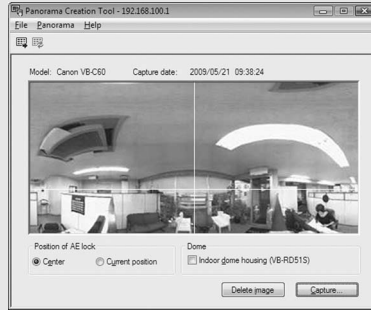 Panorama Creation Tool - 192.168.100.1
File Panorama Help
Model: Canon VB-C60 Capture date: 2009/05/21 09:38:24
Position of AE lock
Center Current position
Dome
Indoor dome housing (VB-RD51S)
Delete image Capture...